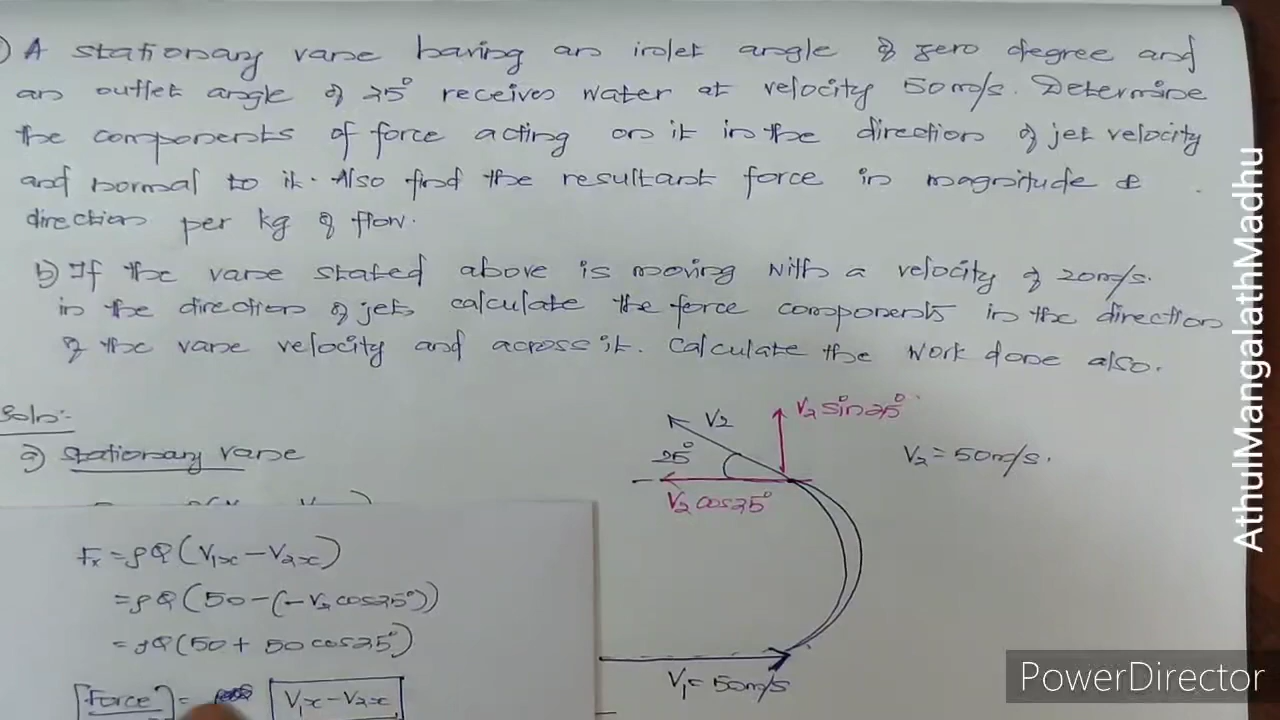 ) A stationary vane having an inlet angle of zero degree and
an outlet angle of 25° receives water at velocity 50m/s. Determine
the components of force acting on it in the direction of jet velocity
and normal to it. Also find the resultant force in magnitude &
direction per kg of flow.
b) If the vane stated above is moving with a velocity of 20m/s.
in the direction of jet, calculate the force components in the direction
of the vane velocity and across it. Calculate the work done also.
Soln:-
a) Stationary vane
V2
V2 sin25°
25°
V2 = 50m/s.
V2 cos25°
Fx = ρQ(V1x - V2x)
= ρQ(50 - (-V2 cos25°))
= ρQ(50 + 50 cos25°)
[Force] = V1x - V2x
V1 = 50m/s
AthulMangalathMadhu
PowerDirector